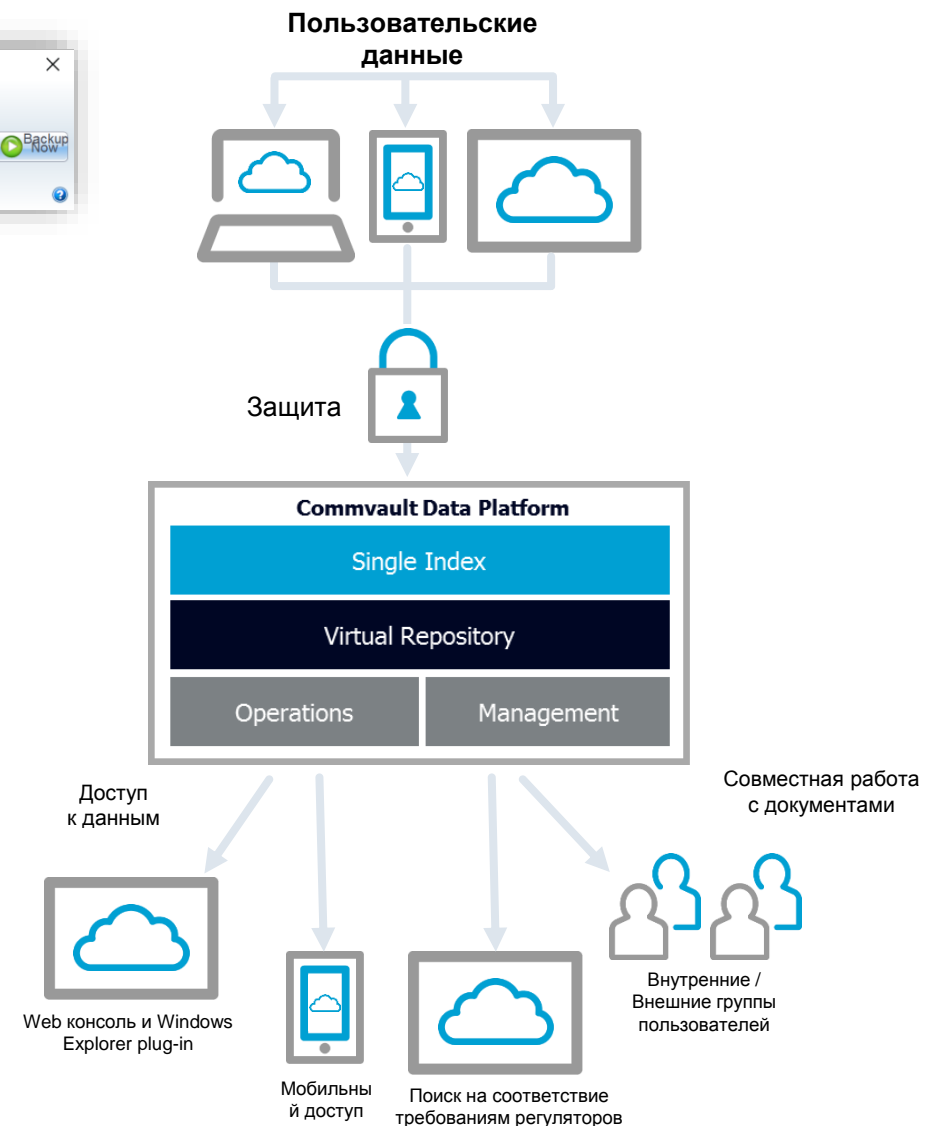 Пользовательские
данные
Backup
Now
Защита
Commvault Data Platform
Single Index
Virtual Repository
Operations
Management
Доступ
к данным
Совместная работа
с документами
Web консоль и Windows
Explorer plug-in
Мобильны
й доступ
Поиск на соответствие
требованиям регуляторов
Внутренние /
Внешние группы
пользователей